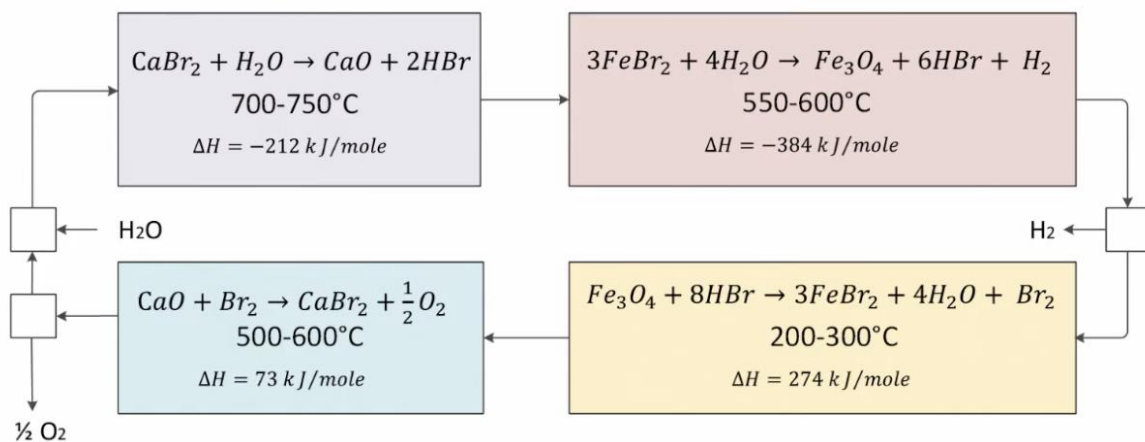 CaBr₂ + H₂O → CaO + 2HBr
700-750°C
ΔH = −212 kJ/mole
3FeBr₂ + 4H₂O → Fe₃O₄ + 6HBr + H₂
550-600°C
ΔH = −384 kJ/mole
H₂O
H₂
CaO + Br₂ → CaBr₂ + ½O₂
500-600°C
ΔH = 73 kJ/mole
Fe₃O₄ + 8HBr → 3FeBr₂ + 4H₂O + Br₂
200-300°C
ΔH = 274 kJ/mole
½ O₂